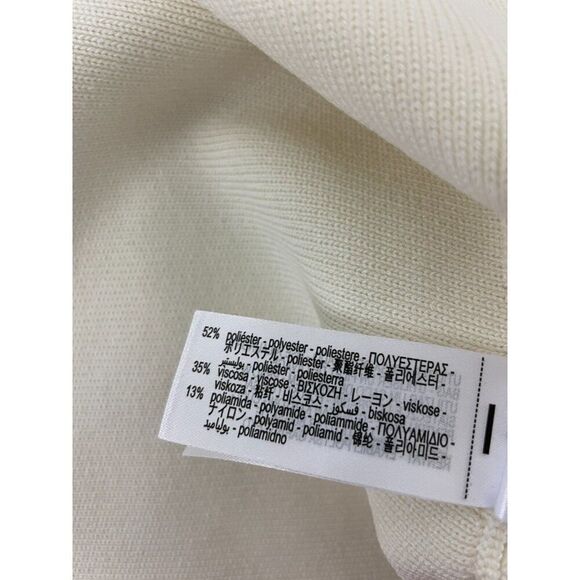 52% poliéster - polyester - poliestere - ΠΟΛΥΕΣΤΕΡΑΣ -
ポリエステル - poliester - 聚酯纤维 - 폴리에스터 -
بوليستير - polièster - poliesterra
35% viscosa - viscose - ΒΙΣΚΟΖΗ - レーヨン - viskose -
viskoza - 粘纤 - 비스코스 - فسكوز - biskosa
13% poliamida - polyamide - poliammide - ΠΟΛΥΑΜΙΔΙΟ -
ナイロン - polyamid - poliamid - 锦纶 - 폴리아미드 -
بولياميد - poliamidno